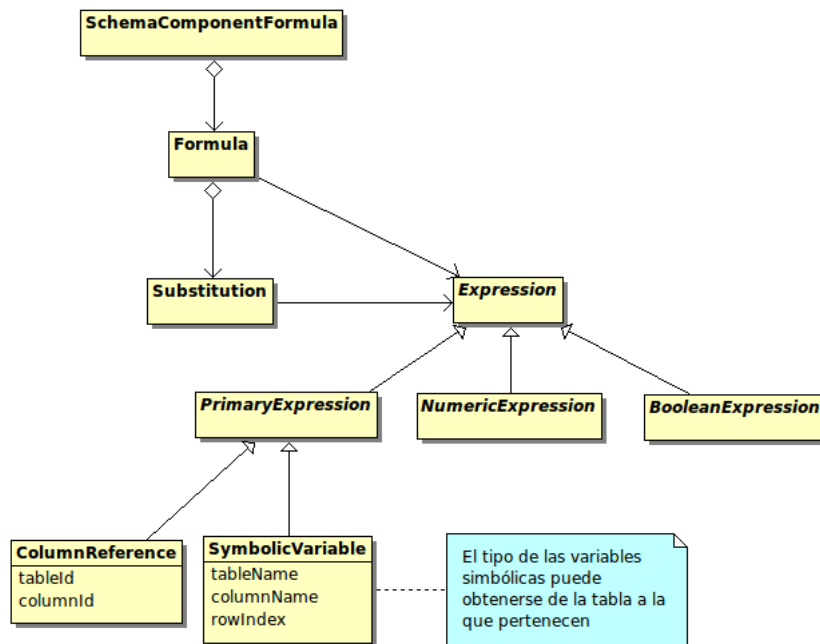 SchemaComponentFormula
Formula
Substitution
Expression
PrimaryExpression
NumericExpression
BooleanExpression
ColumnReference
tableId
columnId
SymbolicVariable
tableName
columnName
rowIndex
El tipo de las variables
simbólicas puede
obtenerse de la tabla a la
que pertenecen